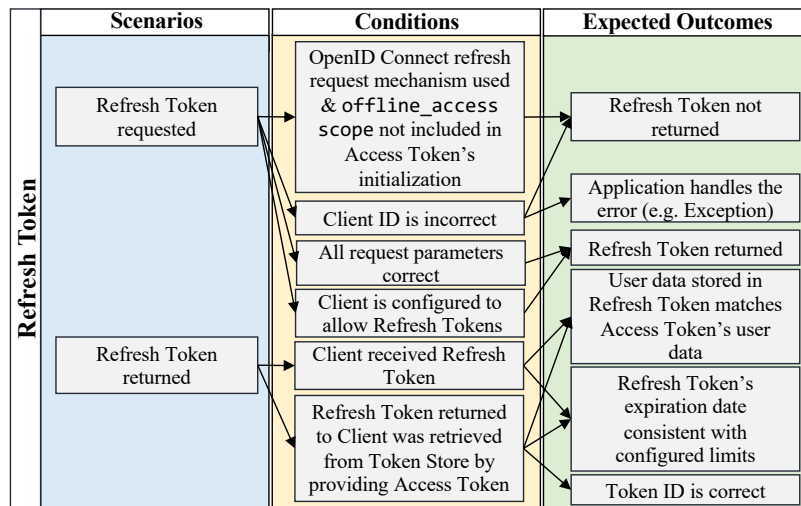 Scenarios
Conditions
Expected Outcomes
Refresh Token
Refresh Token
requested
Refresh Token
returned
OpenID Connect refresh
request mechanism used
& offline_access
scope not included in
Access Token’s
initialization
Client ID is incorrect
All request parameters
correct
Client is configured to
allow Refresh Tokens
Client received Refresh
Token
Refresh Token returned
to Client was retrieved
from Token Store by
providing Access Token
Refresh Token not
returned
Application handles the
error (e.g. Exception)
Refresh Token returned
User data stored in
Refresh Token matches
Access Token’s user
data
Refresh Token’s
expiration date
consistent with
configured limits
Token ID is correct